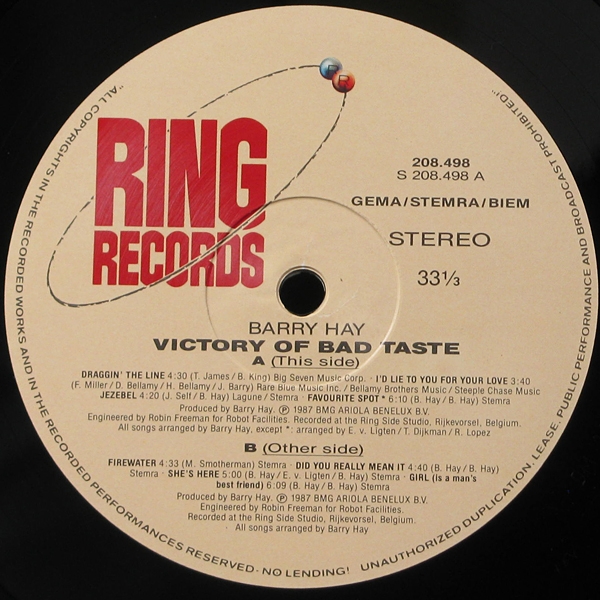 "ALL COPYRIGHTS IN THE RECORDED WORKS AND IN THE RECORDED PERFORMANCES RESERVED - NO LENDING! UNAUTHORIZED DUPLICATION, LEASE, PUBLIC PERFORMANCE AND BROADCAST PROHIBITED!"
R R
RING
RECORDS
208.498
S 208.498 A
GEMA/STEMRA/BIEM
STEREO
33⅓
BARRY HAY
VICTORY OF BAD TASTE
A (This side)
DRAGGIN' THE LINE 4:30 (T. James / B. King) Big Seven Music Corp. · I'D LIE TO YOU FOR YOUR LOVE 3:40
(F. Miller / D. Bellamy / H. Bellamy / J. Barry) Rare Blue Music Inc. / Bellamy Brothers Music / Steeple Chase Music
JEZEBEL 4:20 (J. Self / B. Hay) Lagune / Stemra · FAVOURITE SPOT * 6:10 (B. Hay / B. Hay) Stemra
Produced by Barry Hay. Ⓟ 1987 BMG ARIOLA BENELUX B.V.
Engineered by Robin Freeman for Robot Facilities. Recorded at the Ring Side Studio, Rijkevorsel, Belgium.
All songs arranged by Barry Hay, except *: arranged by E. v. Ligten / T. Dijkman / R. Lopez
B (Other side)
FIREWATER 4:33 (M. Smotherman) Stemra · DID YOU REALLY MEAN IT 4:40 (B. Hay / B. Hay)
Stemra · SHE'S HERE 5:00 (B. Hay / E. v. Ligten / B. Hay) Stemra · GIRL (is a man's
best friend) 6:09 (B. Hay / B. Hay) Stemra
Produced by Barry Hay. Ⓟ 1987 BMG ARIOLA BENELUX B.V.
Engineered by Robin Freeman for Robot Facilities.
Recorded at the Ring Side Studio, Rijkevorsel, Belgium.
All songs arranged by Barry Hay